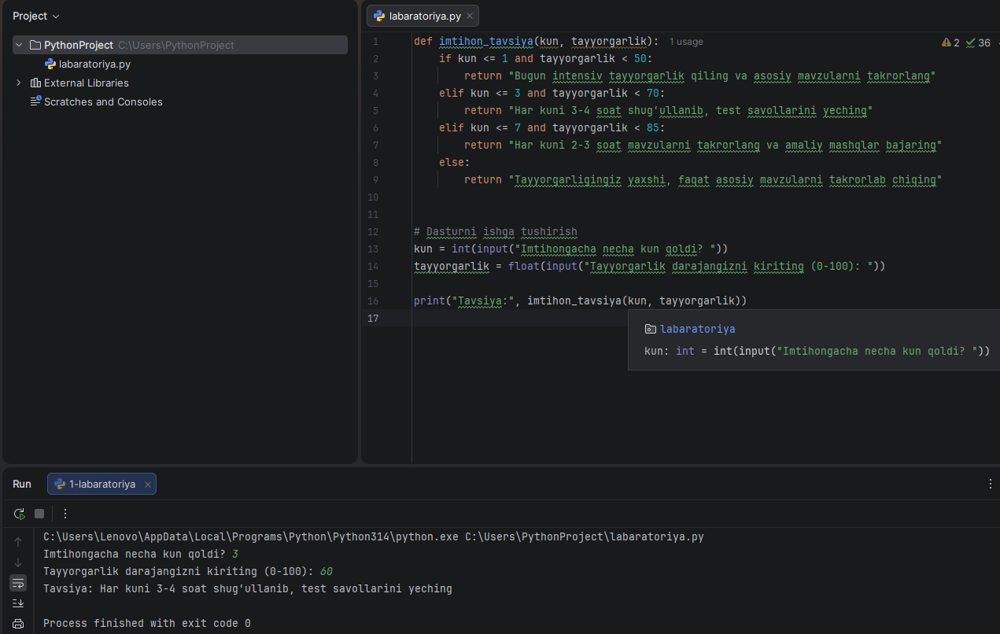 Project
PythonProject C:\Users\PythonProject
labaratoriya.py
External Libraries
Scratches and Consoles
labaratoriya.py
2 36
1 def imtihon_tavsiya(kun, tayyorgarlik): 1 usage
2 if kun <= 1 and tayyorgarlik < 50:
3 return "Bugun intensiv tayyorgarlik qiling va asosiy mavzularni takrorlang"
4 elif kun <= 3 and tayyorgarlik < 70:
5 return "Har kuni 3-4 soat shugʻullanib, test savollarini yeching"
6 elif kun <= 7 and tayyorgarlik < 85:
7 return "Har kuni 2-3 soat mavzularni takrorlang va amaliy mashqlar bajaring"
8 else:
9 return "Tayyorgarligingiz yaxshi, faqat asosiy mavzularni takrorlab chiqing"
10
11
12 # Dasturni ishga tushirish
13 kun = int(input("Imtihongacha necha kun qoldi? "))
14 tayyorgarlik = float(input("Tayyorgarlik darajangizni kiriting (0-100): "))
15
16 print("Tavsiya:", imtihon_tavsiya(kun, tayyorgarlik))
17
labaratoriya
kun: int = int(input("Imtihongacha necha kun qoldi? "))
Run 1-labaratoriya
C:\Users\Lenovo\AppData\Local\Programs\Python\Python314\python.exe C:\Users\PythonProject\labaratoriya.py
Imtihongacha necha kun qoldi? 3
Tayyorgarlik darajangizni kiriting (0-100): 60
Tavsiya: Har kuni 3-4 soat shugʻullanib, test savollarini yeching
Process finished with exit code 0